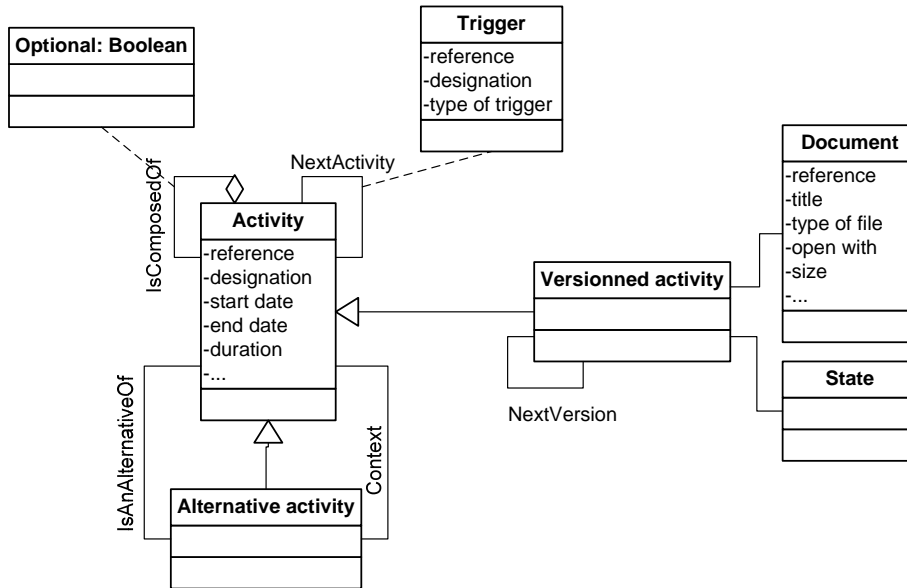 Optional: Boolean
Trigger
-reference
-designation
-type of trigger
IsComposedOf
NextActivity
Activity
-reference
-designation
-start date
-end date
-duration
-...
Document
-reference
-title
-type of file
-open with
-size
-...
Versionned activity
NextVersion
State
IsAnAlternativeOf
Context
Alternative activity